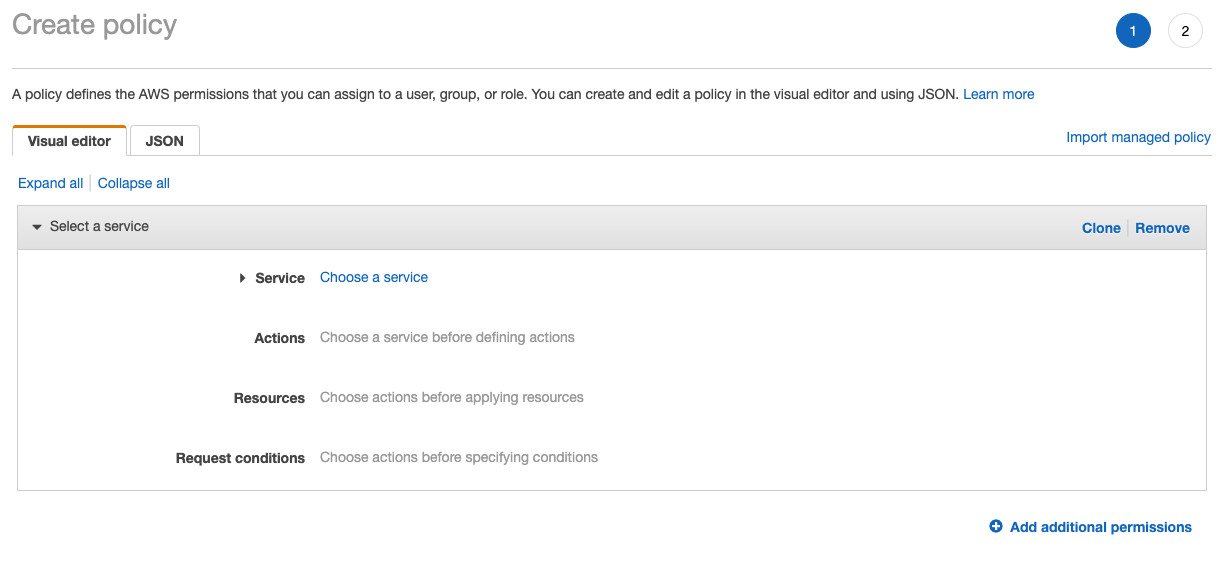 Create policy
1
2
A policy defines the AWS permissions that you can assign to a user, group, or role. You can create and edit a policy in the visual editor and using JSON. Learn more
Visual editor
JSON
Import managed policy
Expand all
Collapse all
Select a service
Clone
Remove
Service Choose a service
Actions Choose a service before defining actions
Resources Choose actions before applying resources
Request conditions Choose actions before specifying conditions
Add additional permissions